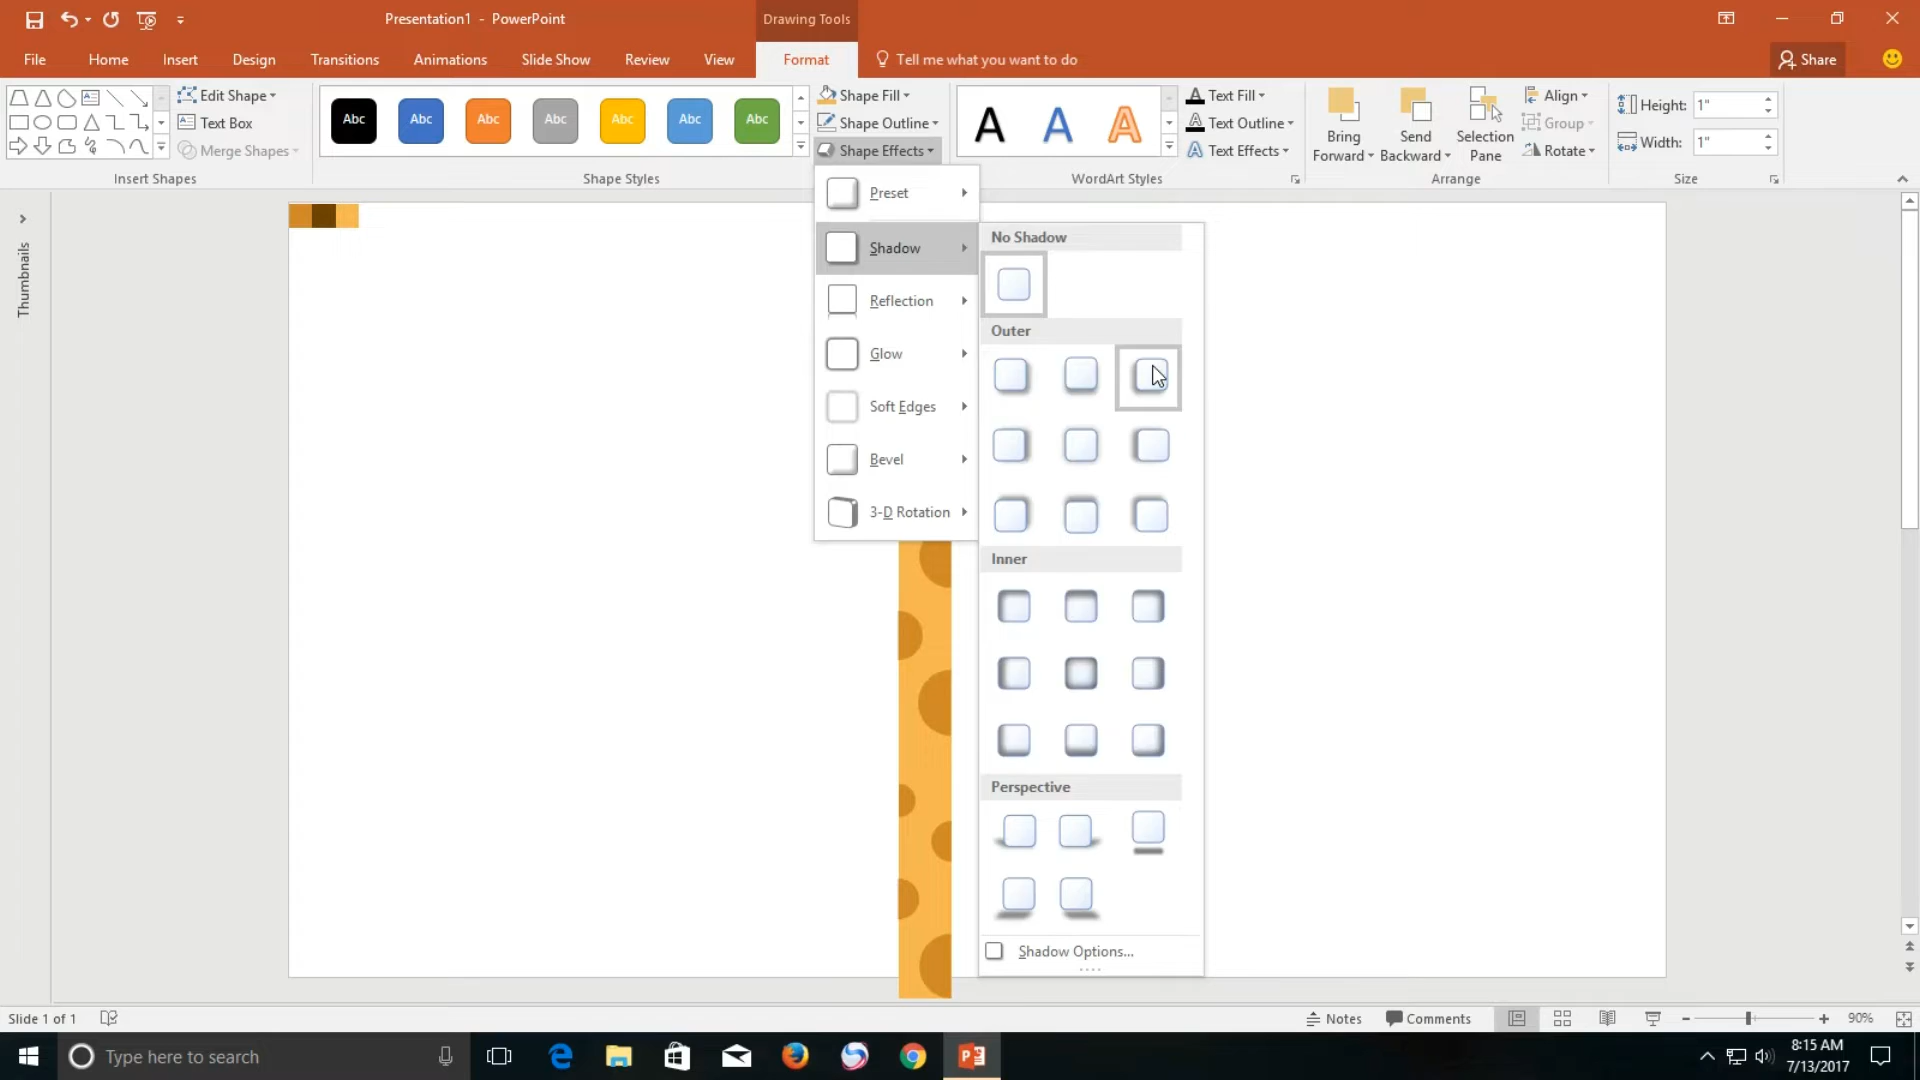 Presentation1 - PowerPoint
Drawing Tools
File Home Insert Design Transitions Animations Slide Show Review View Format Tell me what you want to do Share
Edit Shape
Text Box
Merge Shapes
Insert Shapes
Abc Abc Abc Abc Abc Abc Abc
Shape Styles
Shape Fill
Shape Outline
Shape Effects
A A A
WordArt Styles
Text Fill
Text Outline
Text Effects
Bring
Forward
Send
Backward
Selection
Pane
Align
Group
Rotate
Arrange
Height: 1"
Width: 1"
Size
Thumbnails
Preset
Shadow
Reflection
Glow
Soft Edges
Bevel
3-D Rotation
No Shadow
Outer
Inner
Perspective
Shadow Options...
Slide 1 of 1
Notes
Comments
90%
Type here to search
8:15 AM
7/13/2017